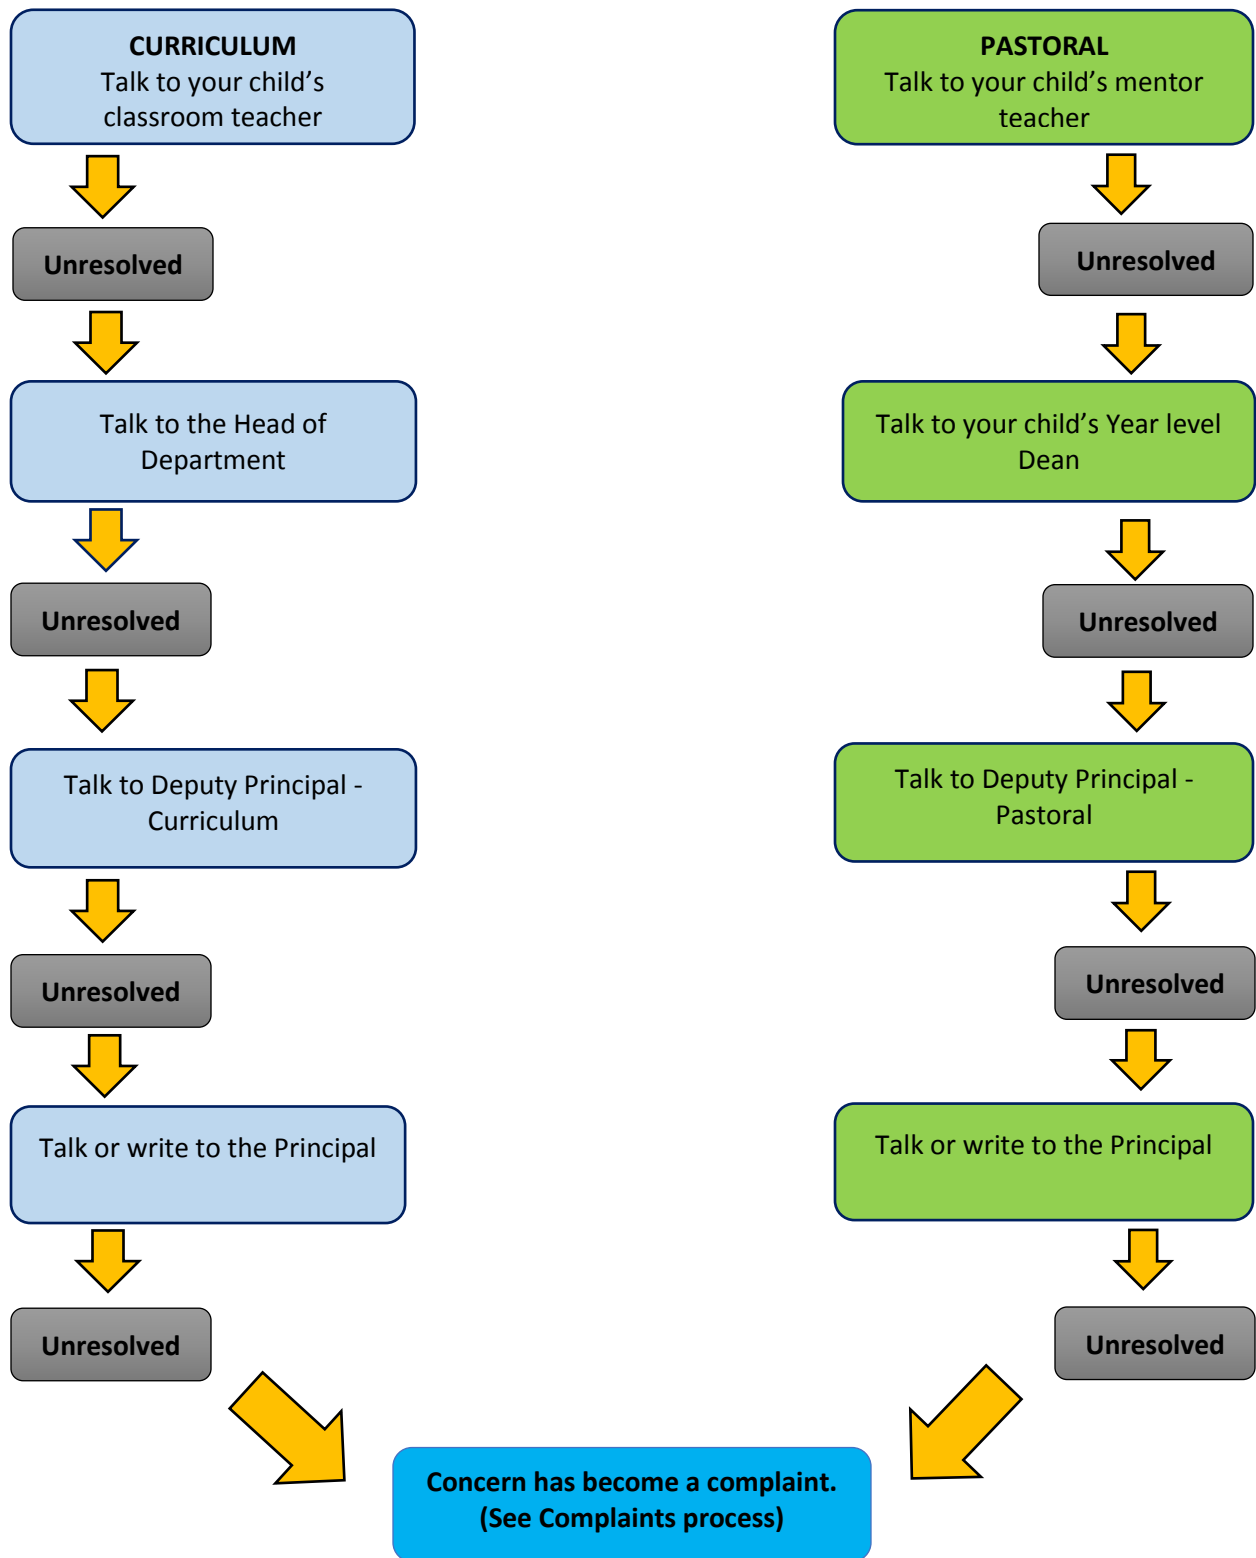 CURRICULUM
Talk to your child’s
classroom teacher
Unresolved
Talk to the Head of
Department
Unresolved
Talk to Deputy Principal -
Curriculum
Unresolved
Talk or write to the Principal
Unresolved
PASTORAL
Talk to your child’s mentor
teacher
Unresolved
Talk to your child’s Year level
Dean
Unresolved
Talk to Deputy Principal -
Pastoral
Unresolved
Talk or write to the Principal
Unresolved
Concern has become a complaint.
(See Complaints process)